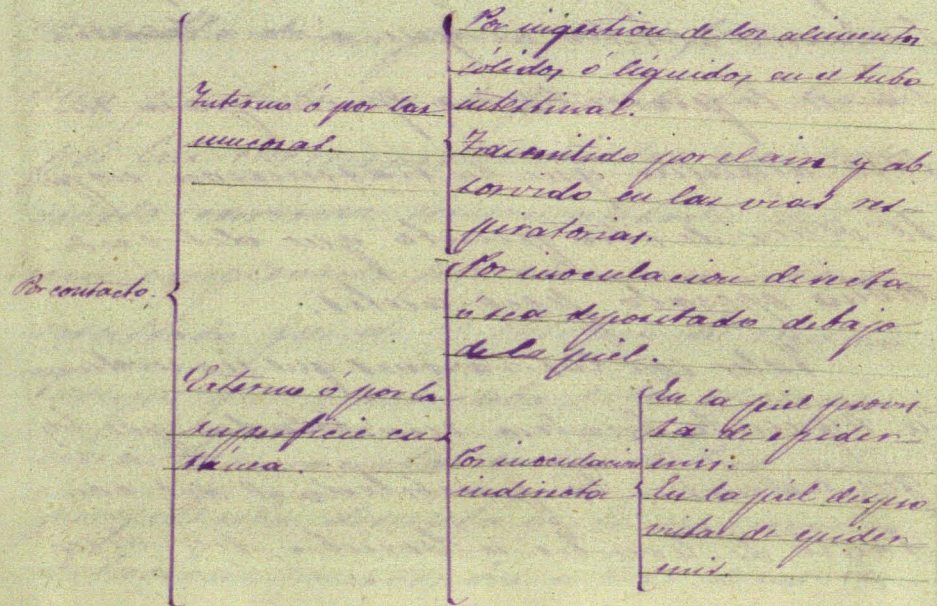 Por contacto.
Interno ó por las
mucosas.
Por ingestion de los alimentos
sólidos ó líquidos en el tubo
intestinal.
Trasmitido por el aire y ab
sorvido en las vias res
piratorias.
Externo ó por la
superficie cu
tánea.
Por inoculacion directa
ó sea depositado debajo
de la piel.
Por inoculacion
indirecta
En la piel provis
ta de epider-
mis.
En la piel despro
vista de epider
mis.